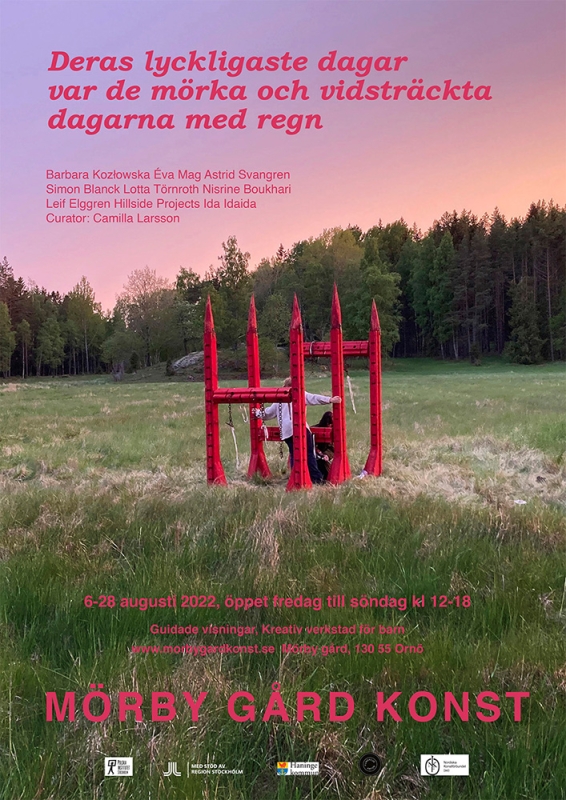 Deras lyckligaste dagar
var de mörka och vidsträckta
dagarna med regn
Barbara Kozłowska Éva Mag Astrid Svangren
Simon Blanck Lotta Törnroth Nisrine Boukhari
Leif Elggren Hillside Projects Ida Idaida
Curator: Camilla Larsson
6-28 augusti 2022, öppet fredag till söndag kl 12-18
Guidade visningar, Kreativ verkstad för barn
www.morbygardkonst.se Mörby gård, 130 55 Ornö
MÖRBY GÅRD KONST
MED STÖD AV
REGION STOCKHOLM
Haninge
kommun